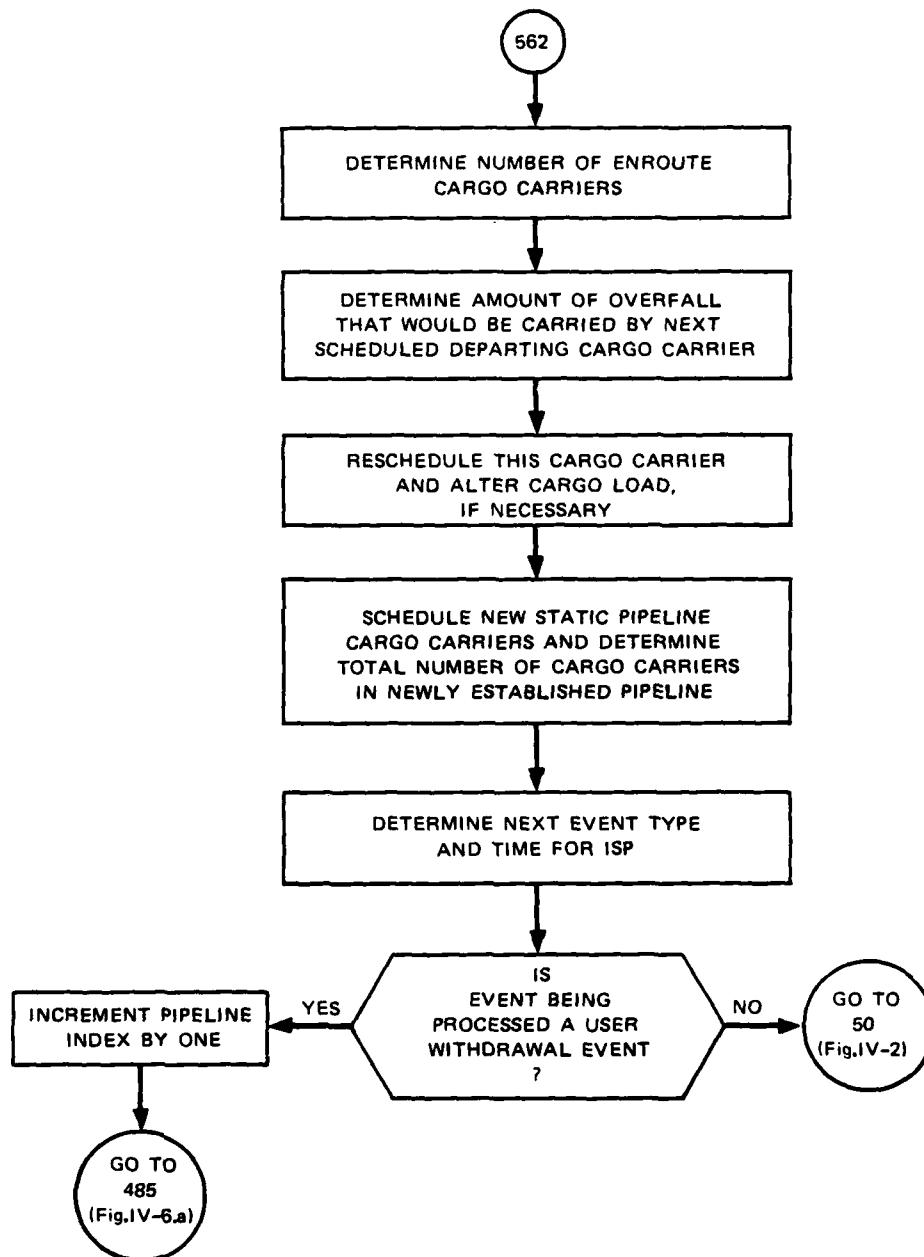 562
DETERMINE NUMBER OF ENROUTE
CARGO CARRIERS
DETERMINE AMOUNT OF OVERFALL
THAT WOULD BE CARRIED BY NEXT
SCHEDULED DEPARTING CARGO CARRIER
RESCHEDULE THIS CARGO CARRIER
AND ALTER CARGO LOAD,
IF NECESSARY
SCHEDULE NEW STATIC PIPELINE
CARGO CARRIERS AND DETERMINE
TOTAL NUMBER OF CARGO CARRIERS
IN NEWLY ESTABLISHED PIPELINE
DETERMINE NEXT EVENT TYPE
AND TIME FOR ISP
IS
EVENT BEING
PROCESSED A USER
WITHDRAWAL EVENT
?
YES
NO
INCREMENT PIPELINE
INDEX BY ONE
GO TO
50
(Fig.IV-2)
GO TO
485
(Fig.IV-6.a)